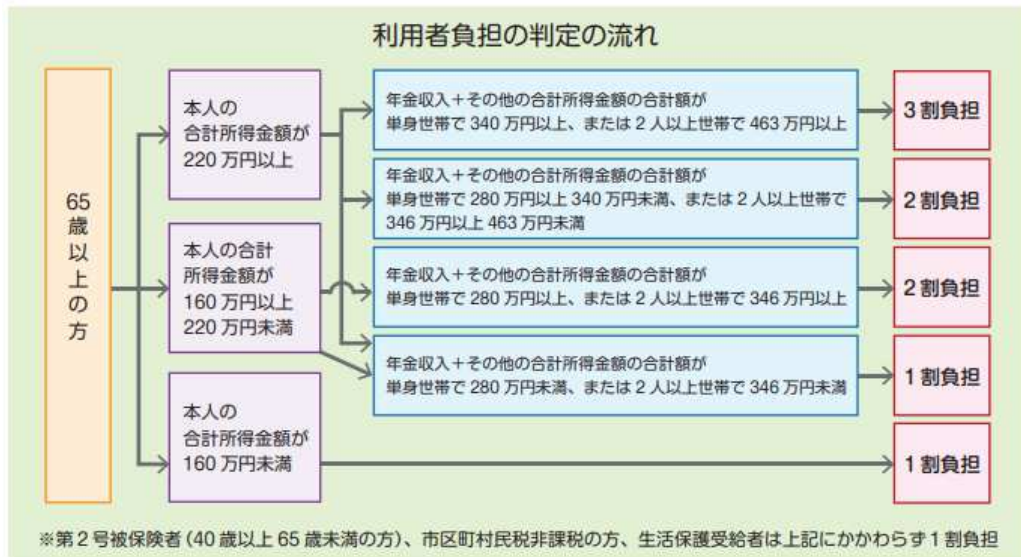 利用者負担の判定の流れ
65歳以上の方
本人の
合計所得金額が
220万円以上
年金収入+その他の合計所得金額の合計額が
単身世帯で340万円以上、または2人以上世帯で463万円以上
3割負担
年金収入+その他の合計所得金額の合計額が
単身世帯で280万円以上340万円未満、または2人以上世帯で
346万円以上463万円未満
2割負担
本人の合計
所得金額が
160万円以上
220万円未満
年金収入+その他の合計所得金額の合計額が
単身世帯で280万円以上、または2人以上世帯で346万円以上
2割負担
年金収入+その他の合計所得金額の合計額が
単身世帯で280万円未満、または2人以上世帯で346万円未満
1割負担
本人の
合計所得金額が
160万円未満
1割負担
※第2号被保険者(40歳以上65歳未満の方)、市区町村民税非課税の方、生活保護受給者は上記にかかわらず1割負担